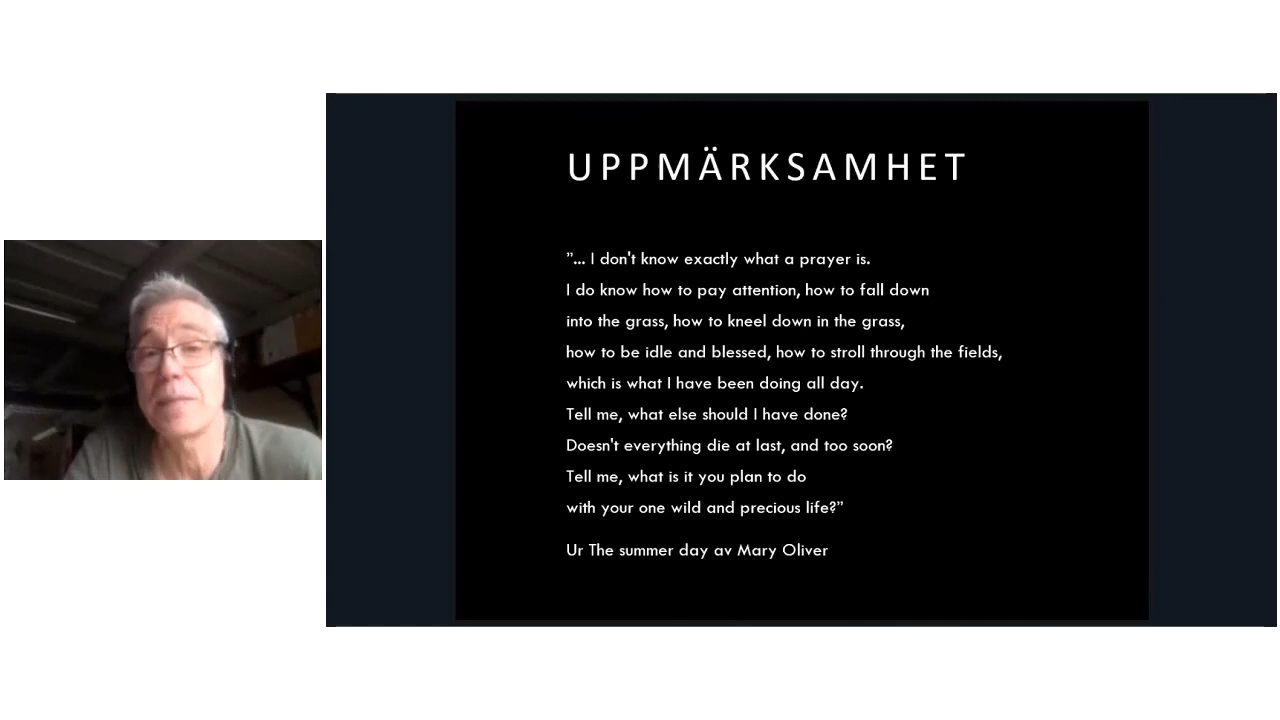 UPPMÄRKSAMHET
”... I don't know exactly what a prayer is.
I do know how to pay attention, how to fall down
into the grass, how to kneel down in the grass,
how to be idle and blessed, how to stroll through the fields,
which is what I have been doing all day.
Tell me, what else should I have done?
Doesn't everything die at last, and too soon?
Tell me, what is it you plan to do
with your one wild and precious life?”
Ur The summer day av Mary Oliver